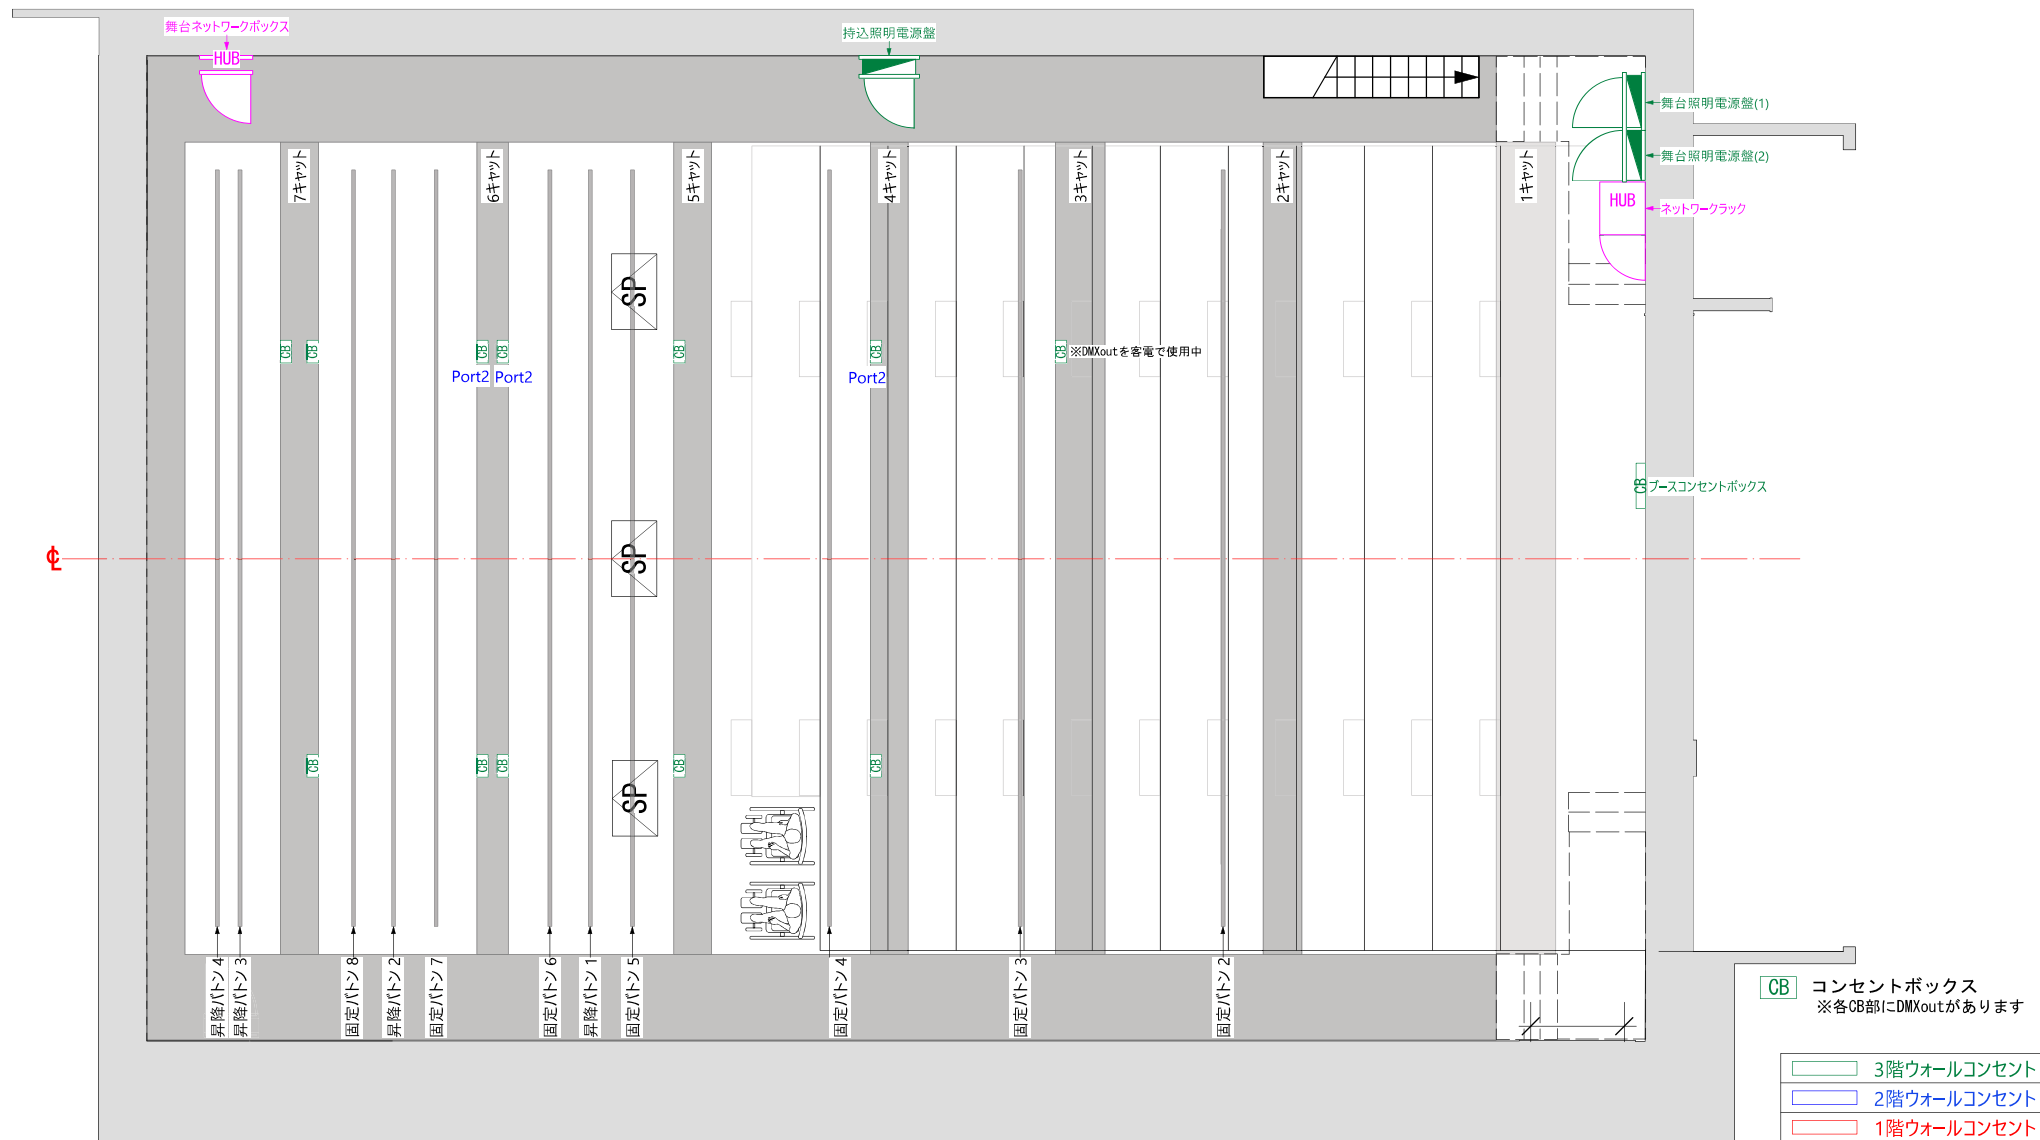 舞台ネットワークボックス
HUB
持込照明電源盤
舞台照明電源盤(1)
舞台照明電源盤(2)
HUB
ネットワークラック
7キャット
6キャット
5キャット
4キャット
3キャット
2キャット
1キャット
SP
CB
CB
CB
CB
CB
CB
CB
※DMXoutを客電で使用中
Port2
Port2
Port2
CB
ブースコンセントボックス
℄
SP
CB
CB
CB
CB
CB
SP
昇降バトン 4
昇降バトン 3
固定バトン 8
昇降バトン 2
固定バトン 7
固定バトン 6
昇降バトン 1
固定バトン 5
固定バトン 4
固定バトン 3
固定バトン 2
CB
コンセントボックス
※各CB部にDMXoutがあります
3階ウォールコンセント
2階ウォールコンセント
1階ウォールコンセント